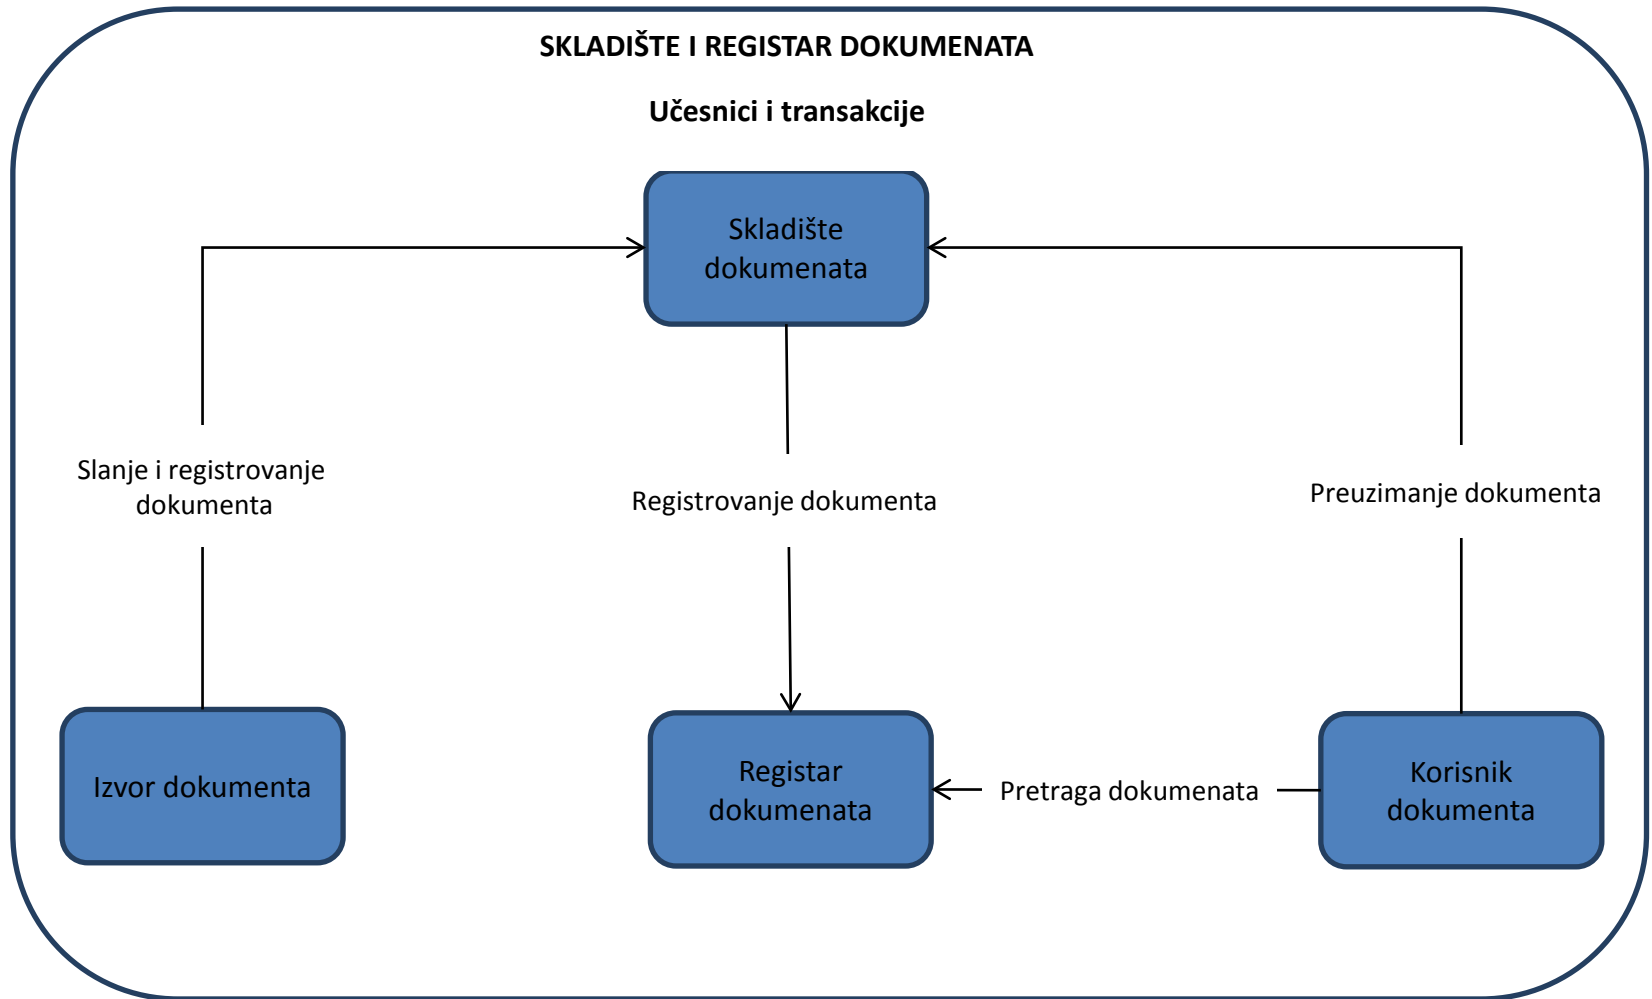 SKLADIŠTE I REGISTAR DOKUMENATA
Učesnici i transakcije
Skladište
dokumenata
Slanje i registrovanje
dokumenta
Registrovanje dokumenta
Preuzimanje dokumenta
Izvor dokumenta
Registar
dokumenata
Pretraga dokumenata
Korisnik
dokumenta